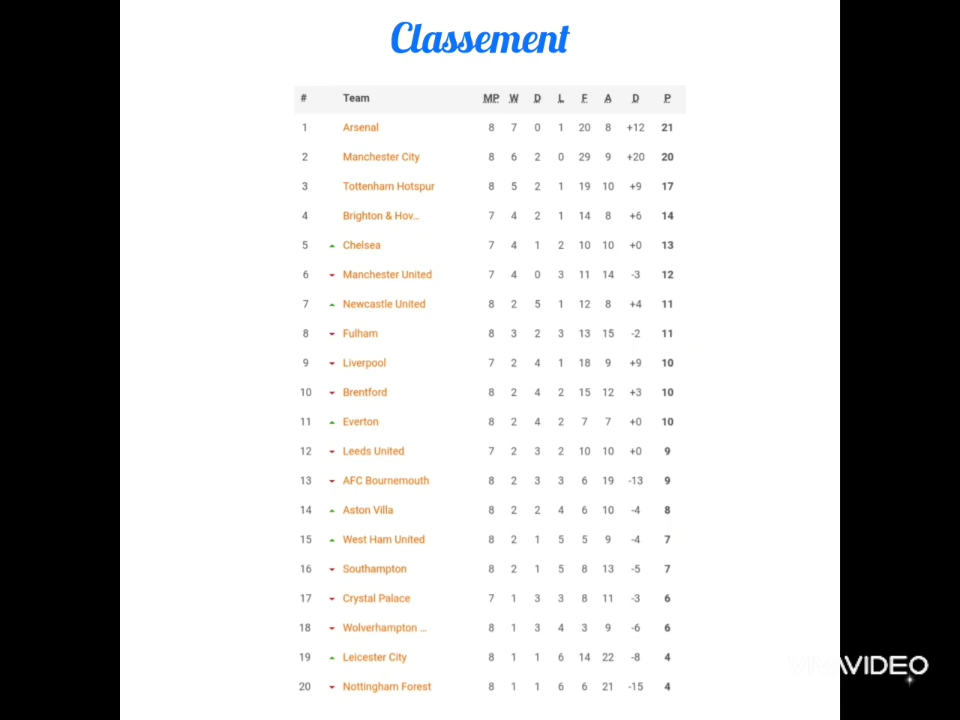 Classement
# Team MP W D L F A D P
1 Arsenal 8 7 0 1 20 8 +12 21
2 Manchester City 8 6 2 0 29 9 +20 20
3 Tottenham Hotspur 8 5 2 1 19 10 +9 17
4 Brighton & Hov... 7 4 2 1 14 8 +6 14
5 Chelsea 7 4 1 2 10 10 +0 13
6 Manchester United 7 4 0 3 11 14 -3 12
7 Newcastle United 8 2 5 1 12 8 +4 11
8 Fulham 8 3 2 3 13 15 -2 11
9 Liverpool 7 2 4 1 18 9 +9 10
10 Brentford 8 2 4 2 15 12 +3 10
11 Everton 8 2 4 2 7 7 +0 10
12 Leeds United 7 2 3 2 10 10 +0 9
13 AFC Bournemouth 8 2 3 3 6 19 -13 9
14 Aston Villa 8 2 2 4 6 10 -4 8
15 West Ham United 8 2 1 5 5 9 -4 7
16 Southampton 8 2 1 5 8 13 -5 7
17 Crystal Palace 7 1 3 3 8 11 -3 6
18 Wolverhampton ... 8 1 3 4 3 9 -6 6
19 Leicester City 8 1 1 6 14 22 -8 4
20 Nottingham Forest 8 1 1 6 6 21 -15 4
VIVAVIDEO